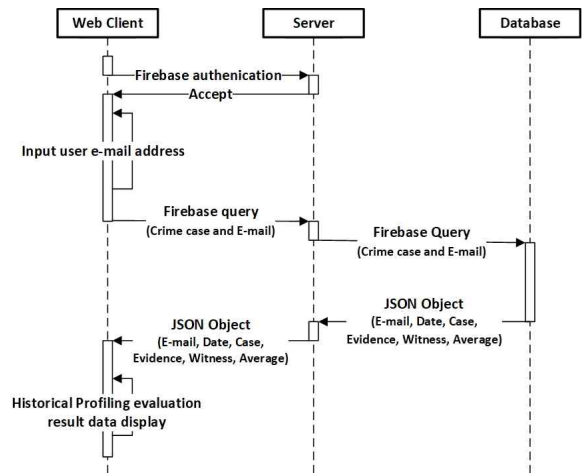 Web Client
Server
Database
Firebase authenication
Accept
Input user e-mail address
Firebase query
(Crime case and E-mail)
Firebase Query
(Crime case and E-mail)
JSON Object
(E-mail, Date, Case,
Evidence, Witness, Average)
JSON Object
(E-mail, Date, Case,
Evidence, Witness, Average)
Historical Profiling evaluation
result data display